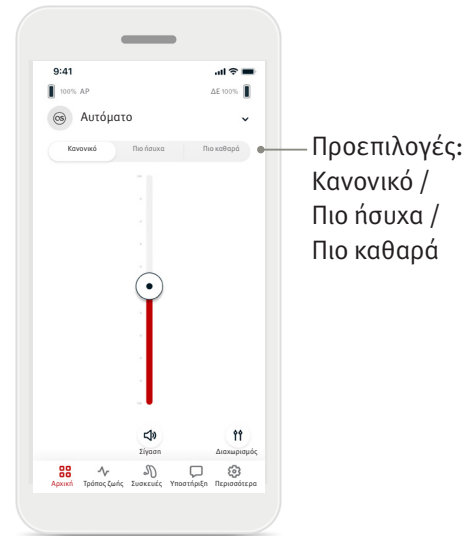 9:41
100% ΑΡ
ΔΕ 100%
Αυτόματο
Κανονικό
Πιο ήσυχα
Πιο καθαρά
Προεπιλογές:
Κανονικό /
Πιο ήσυχα /
Πιο καθαρά
Σίγαση
Διαχωρισμός
Αρχική
Τρόπος ζωής
Συσκευές
Υποστήριξη
Περισσότερα